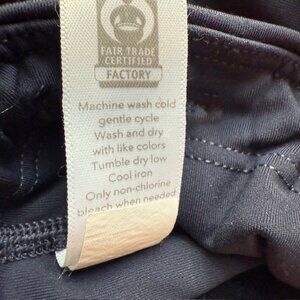 FAIR TRADE
CERTIFIED
FACTORY
Machine wash cold
gentle cycle
Wash and dry
with like colors
Tumble dry low
Cool iron
Only non-chlorine
bleach when needed